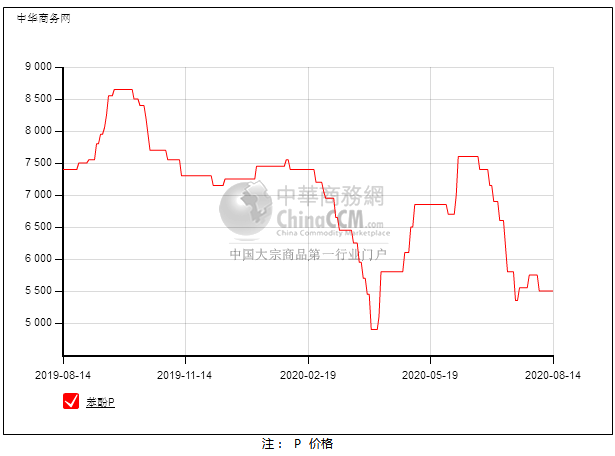 中华商务网
9 000
8 500
8 000
7 500
7 000
6 500
6 000
5 500
5 000
中華商務網
ChinaCCM.com
China Commodity Marketplace
中国大宗商品第一行业门户
2019-08-14 2019-11-14 2020-02-19 2020-05-19 2020-08-14
苯酚P
注： P 价格